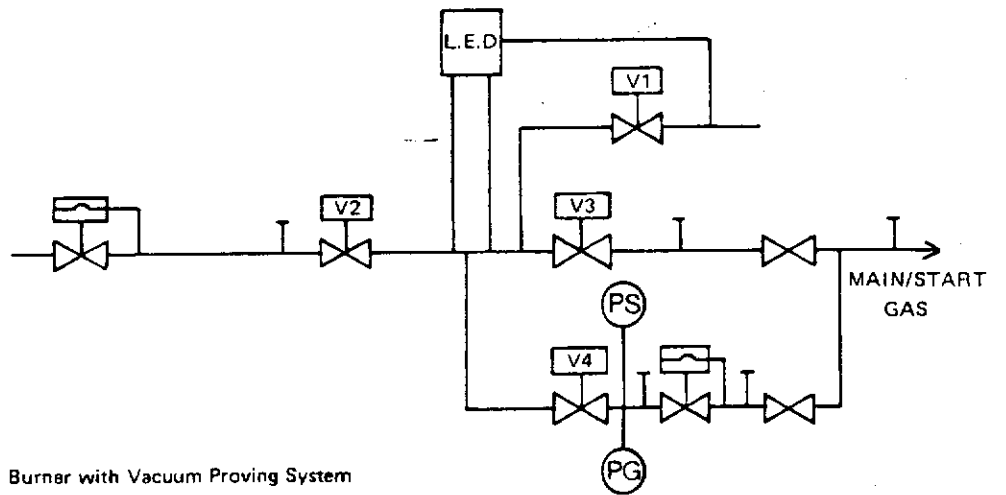 L.E.D
V1
V2
V3
MAIN/START
GAS
PS
V4
PG
Burner with Vacuum Proving System